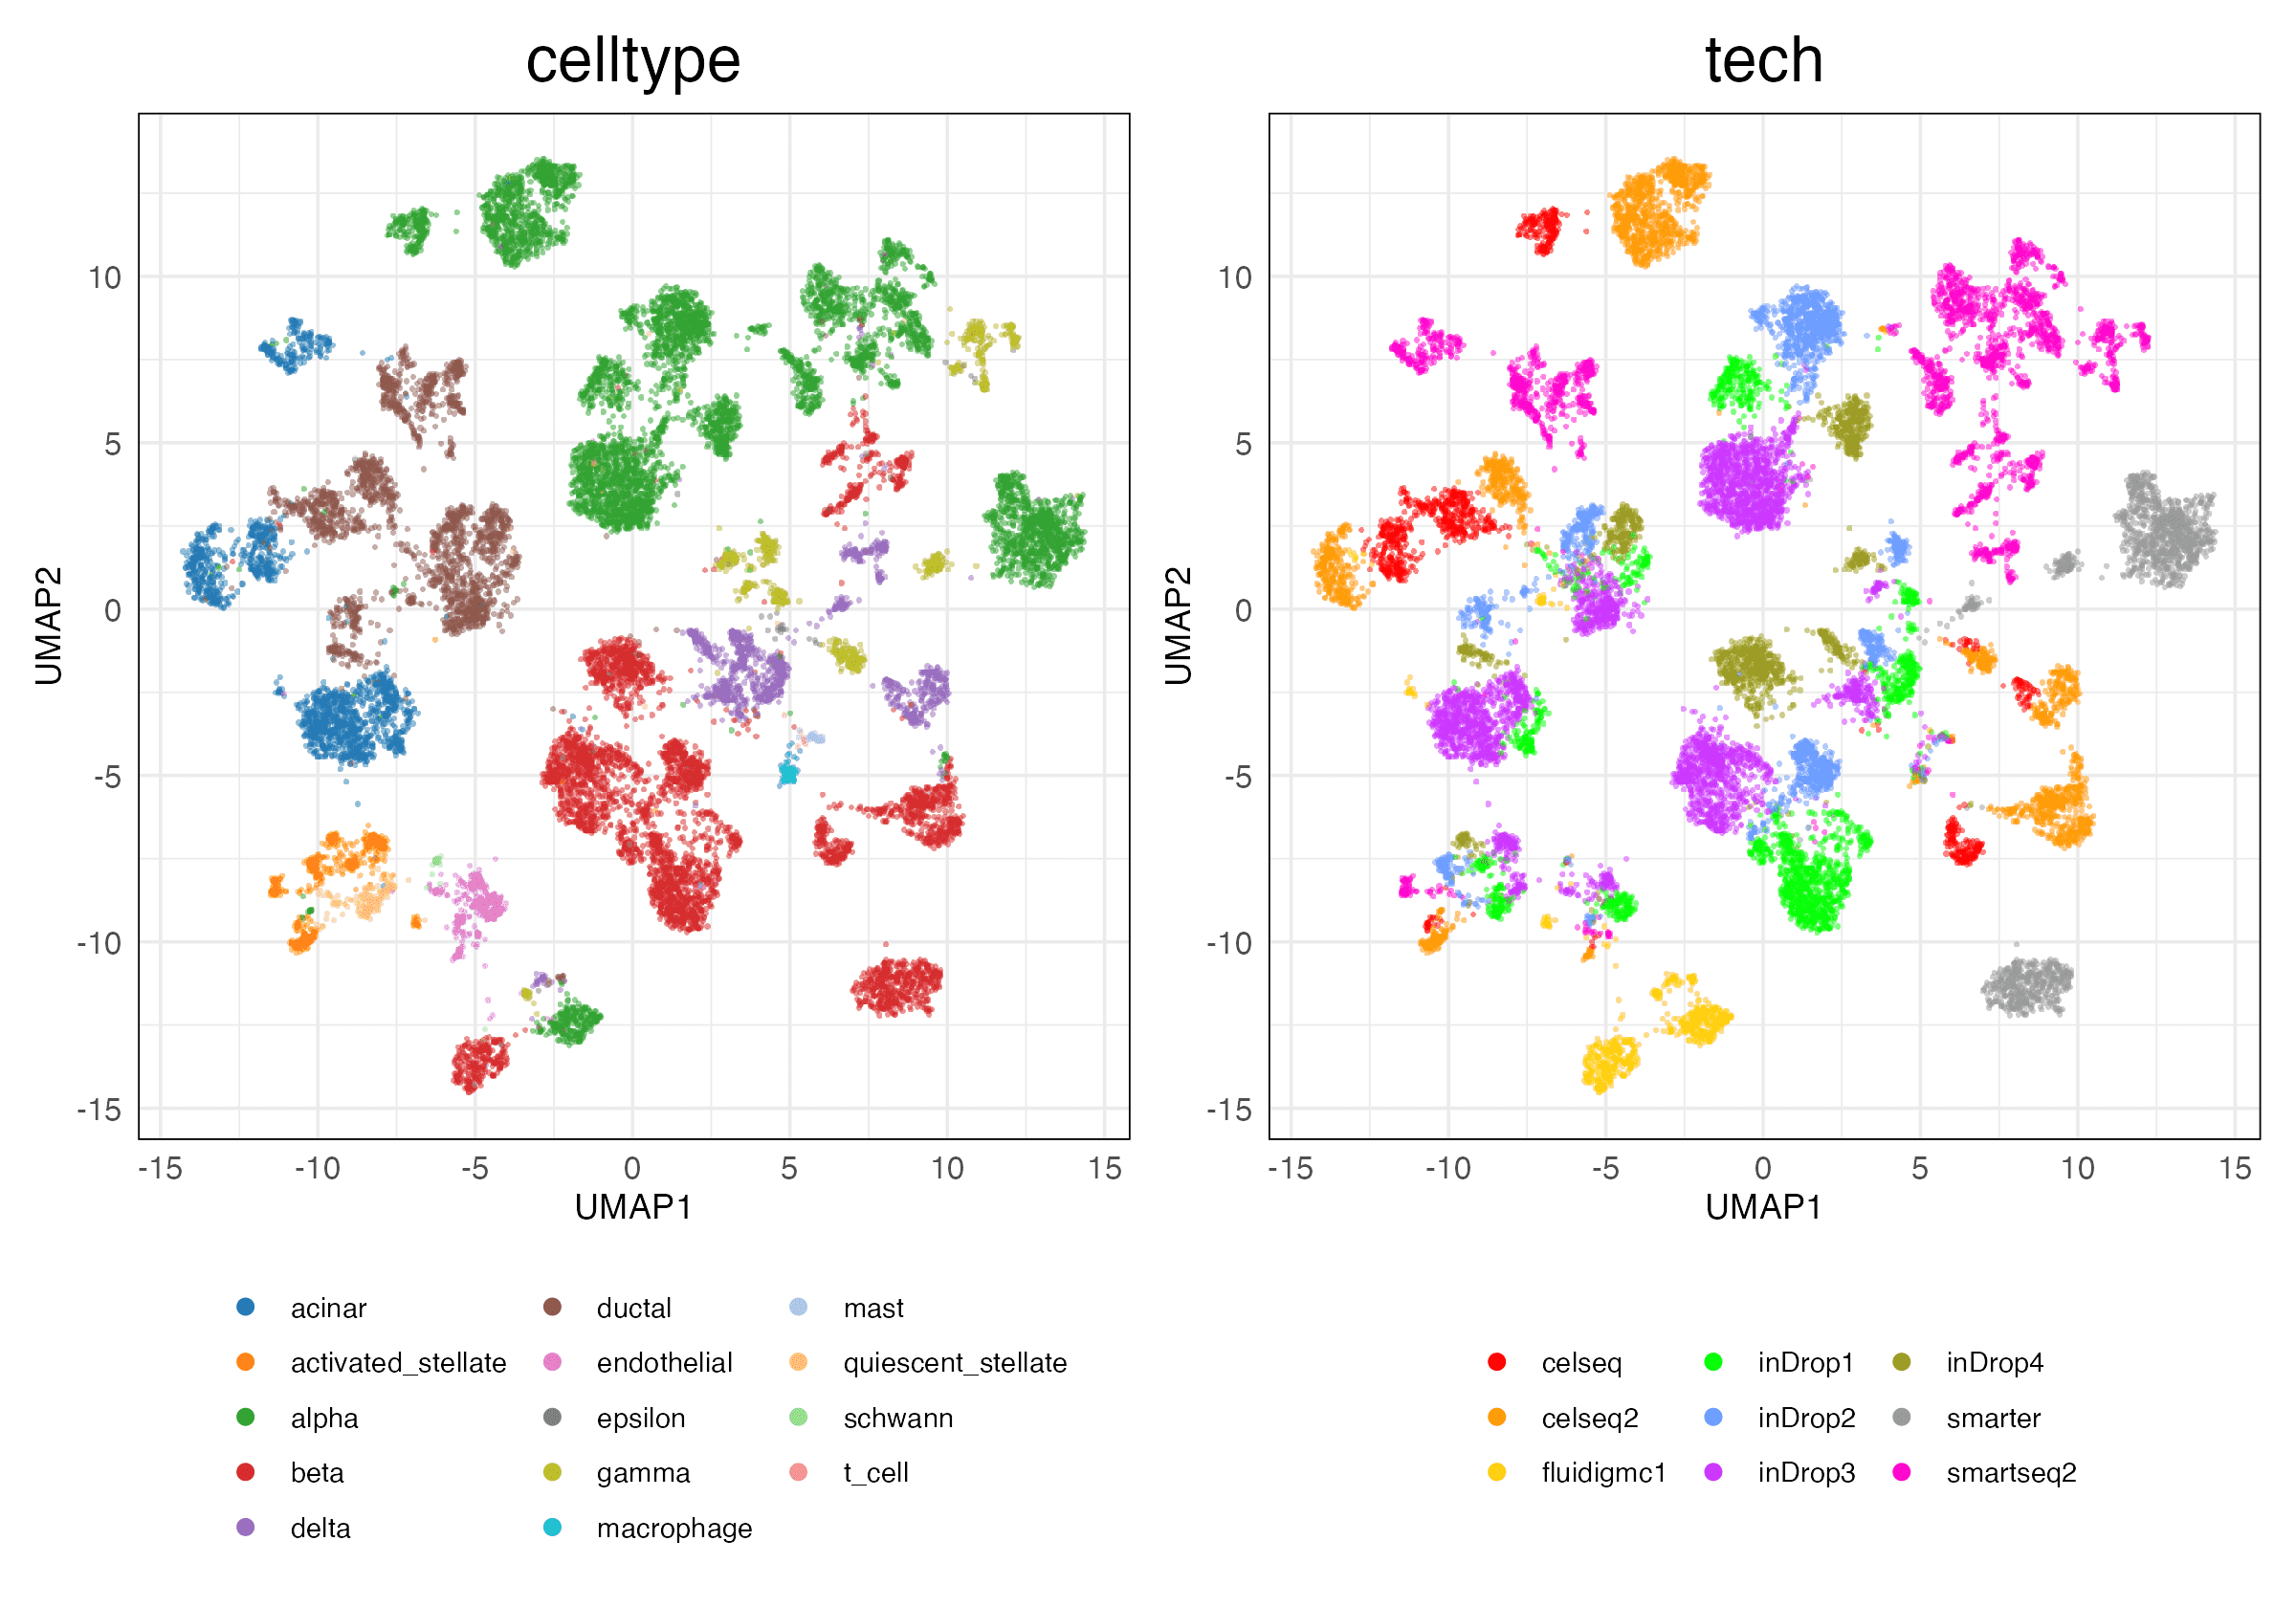 celltype
tech
UMAP2
10
5
0
-5
-10
-15
-15 -10 -5 0 5 10 15
UMAP1
UMAP2
10
5
0
-5
-10
-15
-15 -10 -5 0 5 10 15
UMAP1
acinar ductal mast
activated_stellate endothelial quiescent_stellate
alpha epsilon schwann
beta gamma t_cell
delta macrophage
celseq inDrop1 inDrop4
celseq2 inDrop2 smarter
fluidigmc1 inDrop3 smartseq2